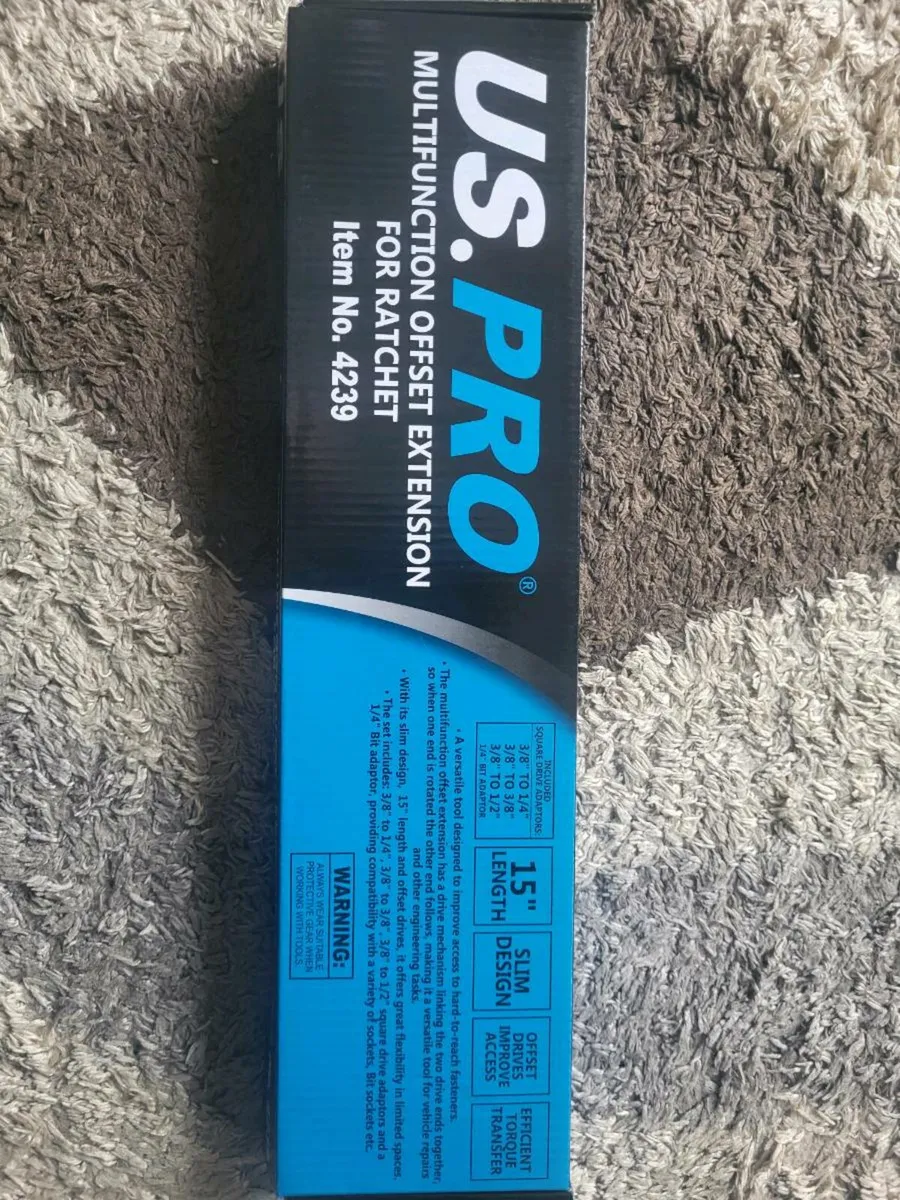 US.PRO®
MULTIFUNCTION OFFSET EXTENSION
FOR RATCHET
Item No. 4239
INCLUDED
SQUARE DRIVE ADAPTORS:
3/8" TO 1/4"
3/8" TO 3/8"
3/8" TO 1/2"
1/4" BIT ADAPTOR
15"
LENGTH
SLIM
DESIGN
OFFSET
DRIVES
IMPROVE
ACCESS
EFFICIENT
TORQUE
TRANSFER
• A versatile tool designed to improve access to hard-to-reach fasteners.
• The multifunction offset extension has a drive mechanism linking the two drive ends together,
so when one end is rotated the other end follows, making it a versatile tool for vehicle repairs
and other engineering tasks.
• With its slim design, 15" length and offset drives, it offers great flexibility in limited spaces.
• The set includes: 3/8" to 1/4", 3/8" to 3/8", 3/8" to 1/2" square drive adaptors and a
1/4" Bit adaptor, providing compatibility with a variety of sockets, Bit sockets etc.
WARNING:
ALWAYS WEAR SUITABLE
PROTECTIVE GEAR WHEN
WORKING WITH TOOLS.